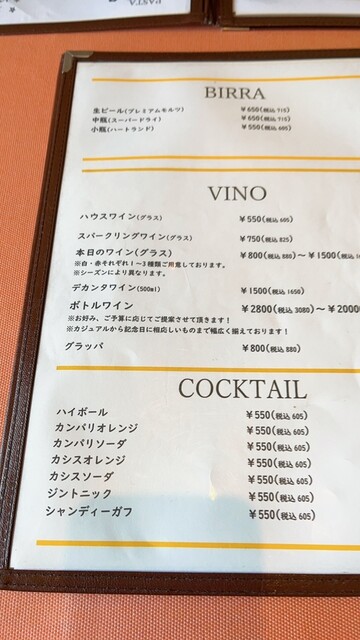 PASTA
BIRRA
生ビール(プレミアムモルツ) ¥650(税込 715)
中瓶(スーパードライ) ¥650(税込 715)
小瓶(ハートランド) ¥550(税込 605)
VINO
ハウスワイン(グラス) ¥550(税込 605)
スパークリングワイン(グラス) ¥750(税込 825)
本日のワイン(グラス) ¥800(税込 880)～¥1500(税込
※白・赤それぞれ1～3種類ご用意しております。
※シーズンにより異なります。
デカンタワイン(500ml) ¥1500(税込 1650)
ボトルワイン ¥2800(税込 3080)～¥20000
※お好み、ご予算に応じてご提案させて頂きます！
※カジュアルから記念日に相応しいものまで幅広く揃えております！
グラッパ ¥800(税込 880)
COCKTAIL
ハイボール ¥550(税込 605)
カンパリオレンジ ¥550(税込 605)
カンパリソーダ ¥550(税込 605)
カシスオレンジ ¥550(税込 605)
カシスソーダ ¥550(税込 605)
ジントニック ¥550(税込 605)
シャンディーガフ ¥550(税込 605)